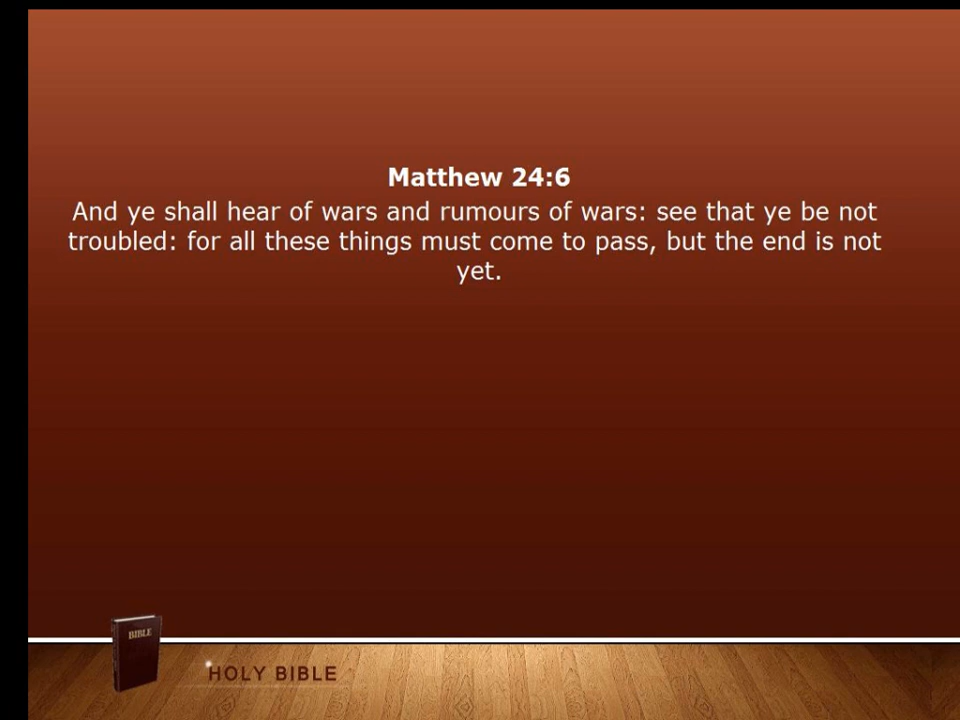 Matthew 24:6
And ye shall hear of wars and rumours of wars: see that ye be not
troubled: for all these things must come to pass, but the end is not
yet.
BIBLE
HOLY BIBLE